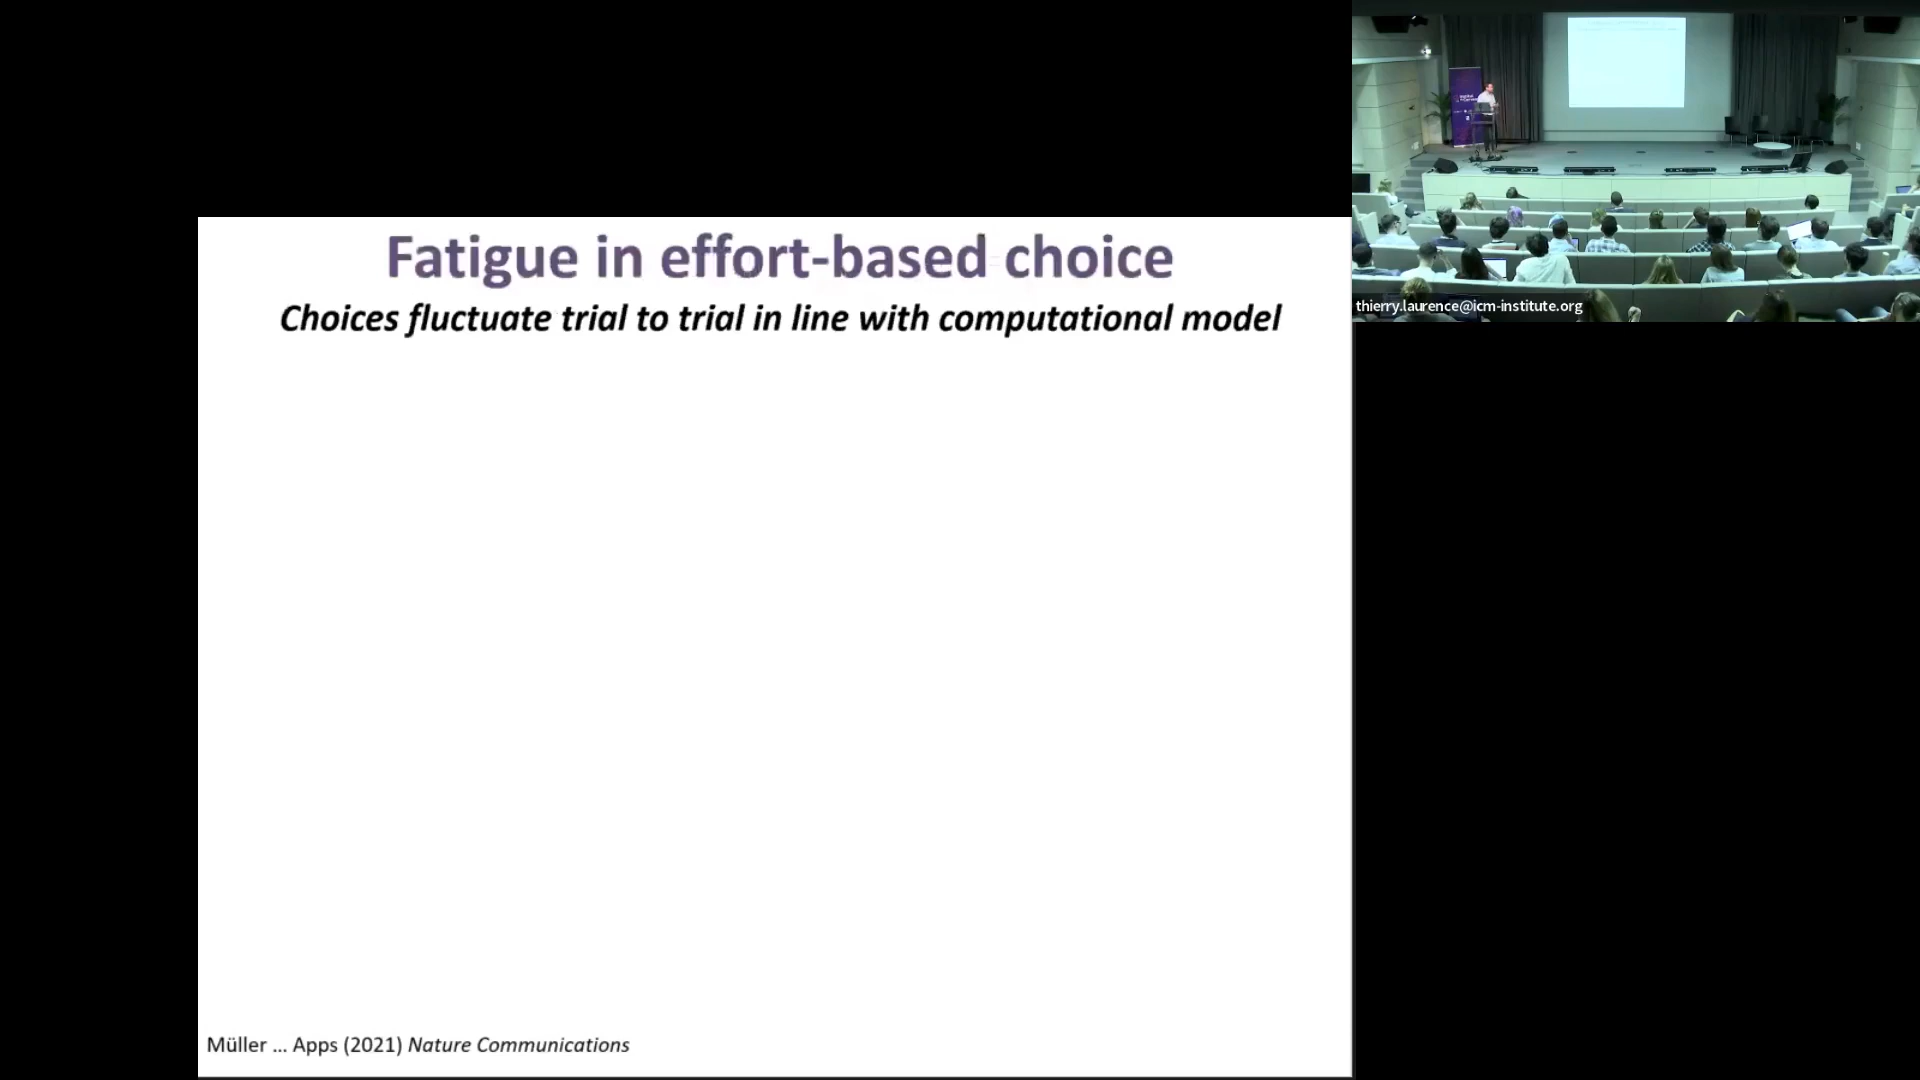 Fatigue in effort-based choice
Choices fluctuate trial to trial in line with computational model
thierry.laurence@icm-institute.org
Müller ... Apps (2021) Nature Communications